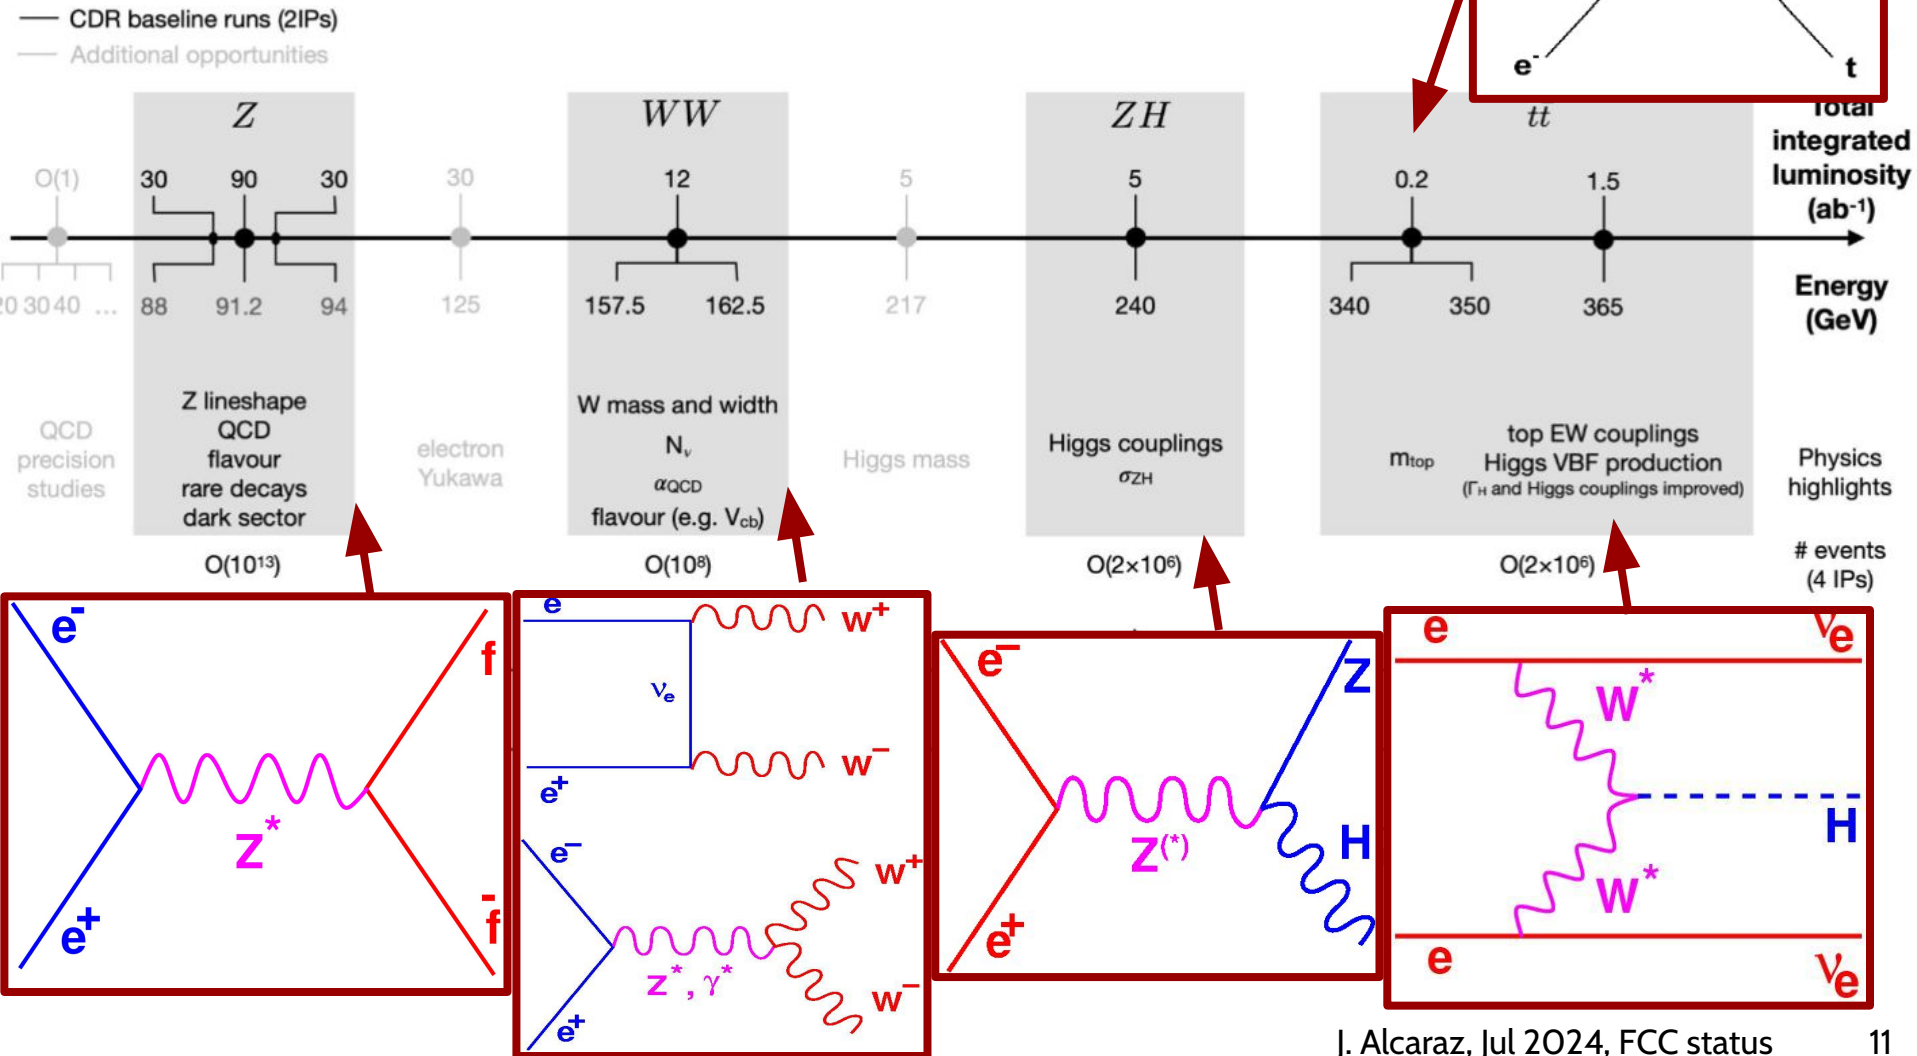 CDR baseline runs (2IPs)
Additional opportunities
e⁻ t
Z WW ZH tt
Total
integrated
luminosity
(ab⁻¹)
O(1) 30 90 30 30 12 5 5 0.2 1.5
Energy
(GeV)
20 30 40 ... 88 91.2 94 125 157.5 162.5 217 240 340 350 365
QCD
precision
studies
Z lineshape
QCD
flavour
rare decays
dark sector
electron
Yukawa
W mass and width
Nᵥ
αQCD
flavour (e.g. Vcb)
Higgs mass
Higgs couplings
σZH
mtop
top EW couplings
Higgs VBF production
(ΓH and Higgs couplings improved)
Physics
highlights
O(10¹³) O(10⁸) O(2×10⁶) O(2×10⁶)
# events
(4 IPs)
e⁻ f
Z*
e⁺ f̄
e W⁺
νe
e⁺ W⁻
e⁻ W⁺
Z*, γ*
e⁺ W⁻
e⁻ Z
Z(*) H
e⁺
e νe
W*
H
W*
e νe
J. Alcaraz, Jul 2024, FCC status 11